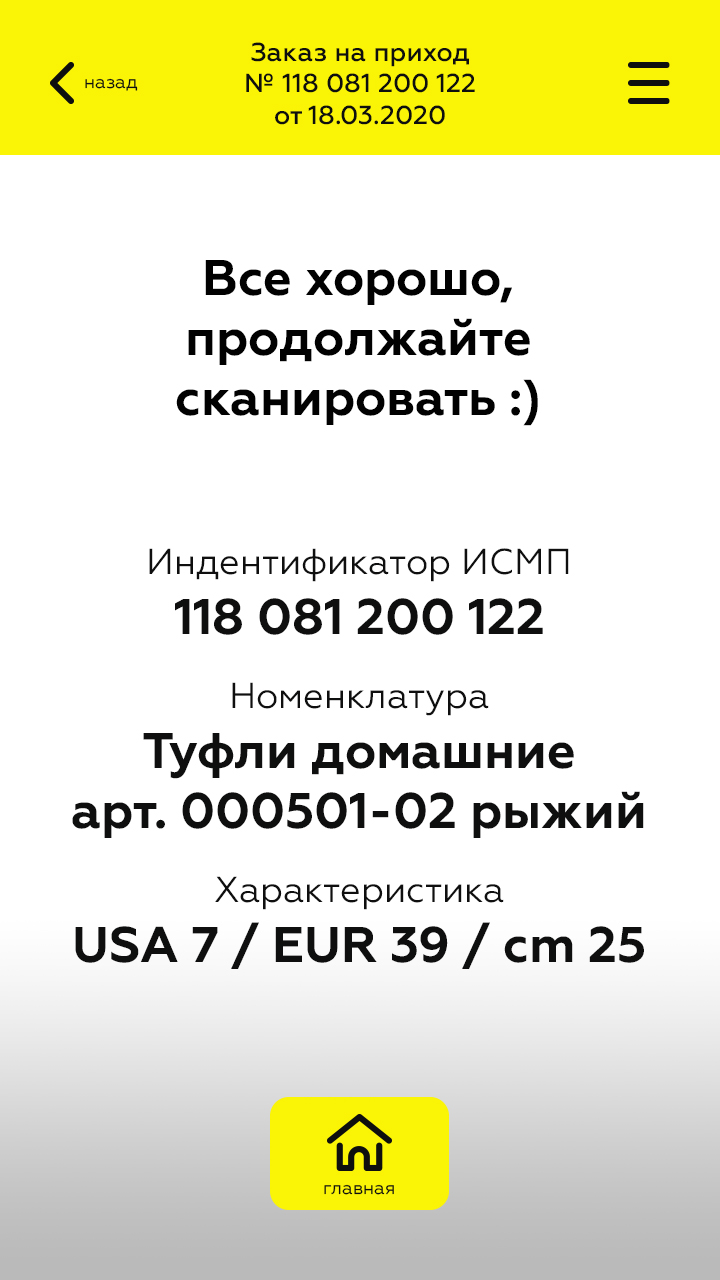 назад
Заказ на приход
№ 118 081 200 122
от 18.03.2020
Все хорошо,
продолжайте
сканировать :)
Индентификатор ИСМП
118 081 200 122
Номенклатура
Туфли домашние
арт. 000501-02 рыжий
Характеристика
USA 7 / EUR 39 / cm 25
главная